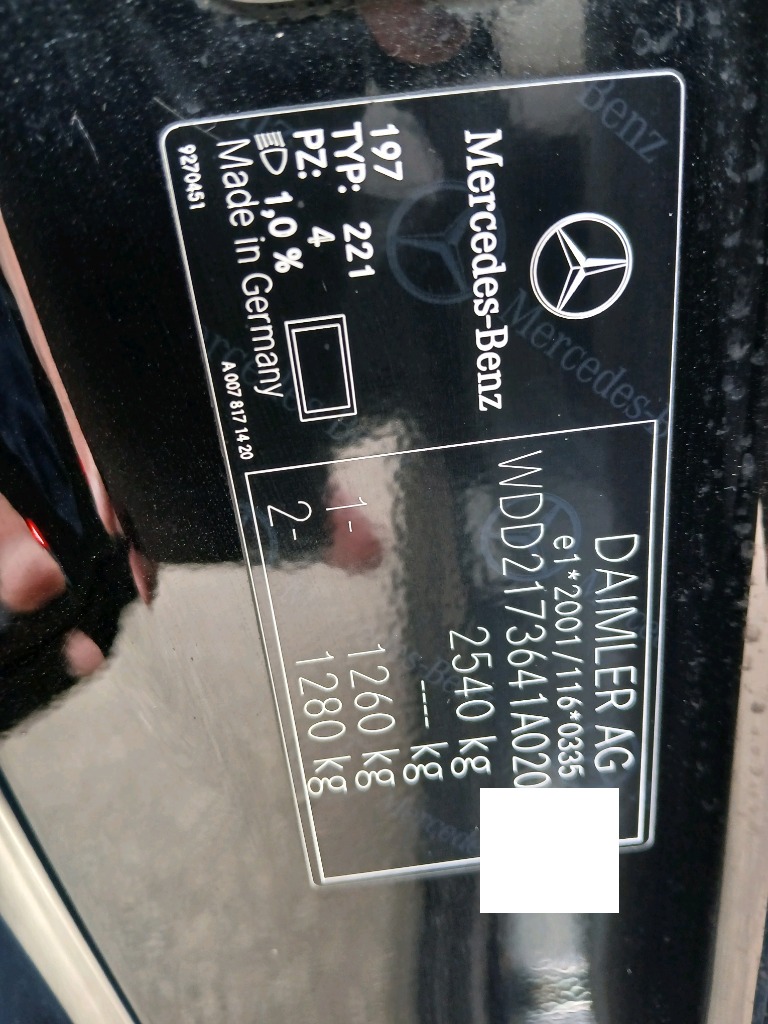 Mercedes-Benz
197
TYP: 221
PZ: 4
1,0 %
Made in Germany
9270451
A 007 817 14 20
DAIMLER AG
e1*2001/116*0335
WDD2173641A020
2540 kg
---- kg
1- 1260 kg
2- 1280 kg